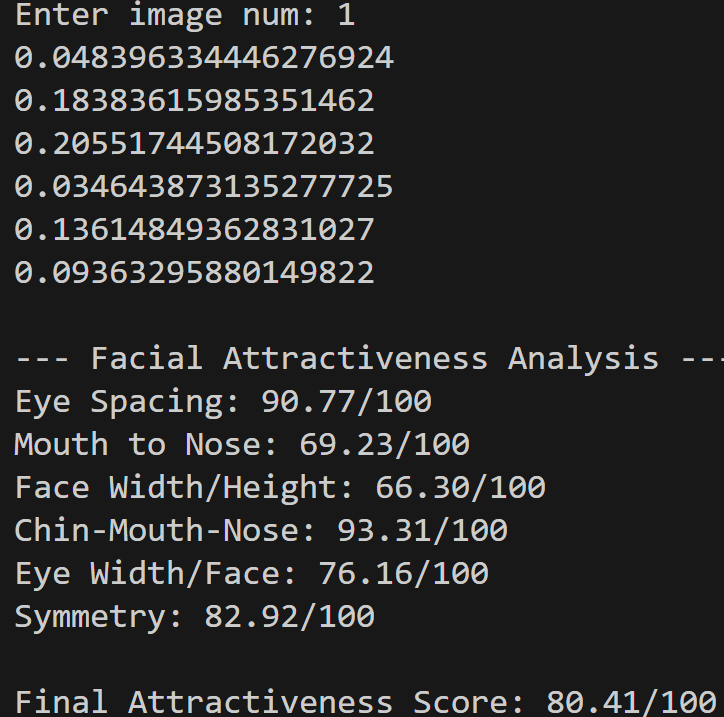 Enter image num: 1
0.048396334446276924
0.18383615985351462
0.20551744508172032
0.034643873135277725
0.13614849362831027
0.09363295880149822
--- Facial Attractiveness Analysis ---
Eye Spacing: 90.77/100
Mouth to Nose: 69.23/100
Face Width/Height: 66.30/100
Chin-Mouth-Nose: 93.31/100
Eye Width/Face: 76.16/100
Symmetry: 82.92/100
Final Attractiveness Score: 80.41/100